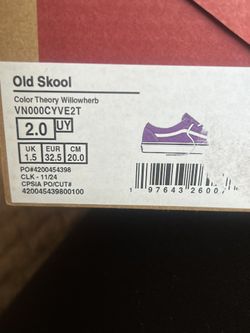 Old Skool
Color Theory Willowherb
VN000CYVE2T
2.0 UY
UK EUR CM
1.5 32.5 20.0
PO#4200454398
CLK - 11/24
CPSIA PO/CUT#
420045439800100
1 97643 2600